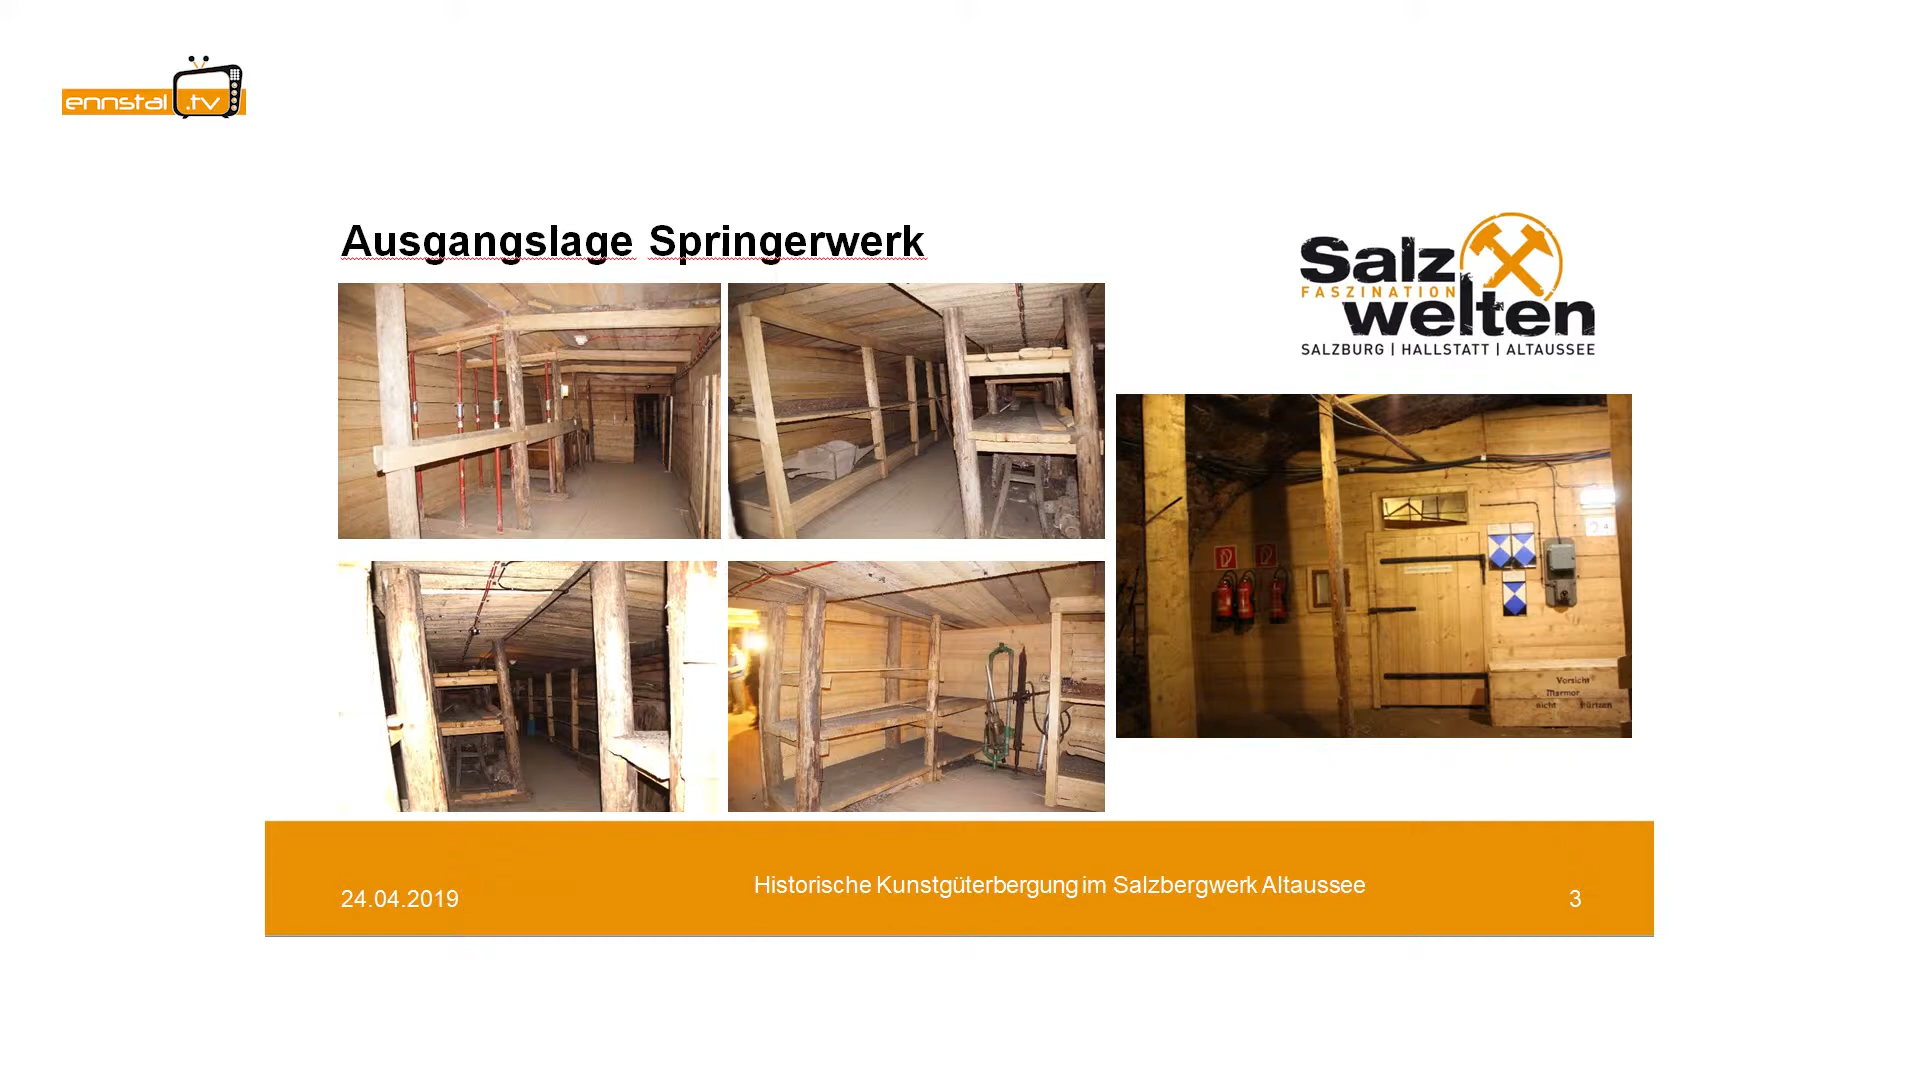 ennstal .tv
Ausgangslage Springerwerk
Salz
FASZINATION
welten
SALZBURG | HALLSTATT | ALTAUSSEE
Vorsicht
Marmor
nicht
24.04.2019
Historische Kunstgüterbergung im Salzbergwerk Altaussee
3